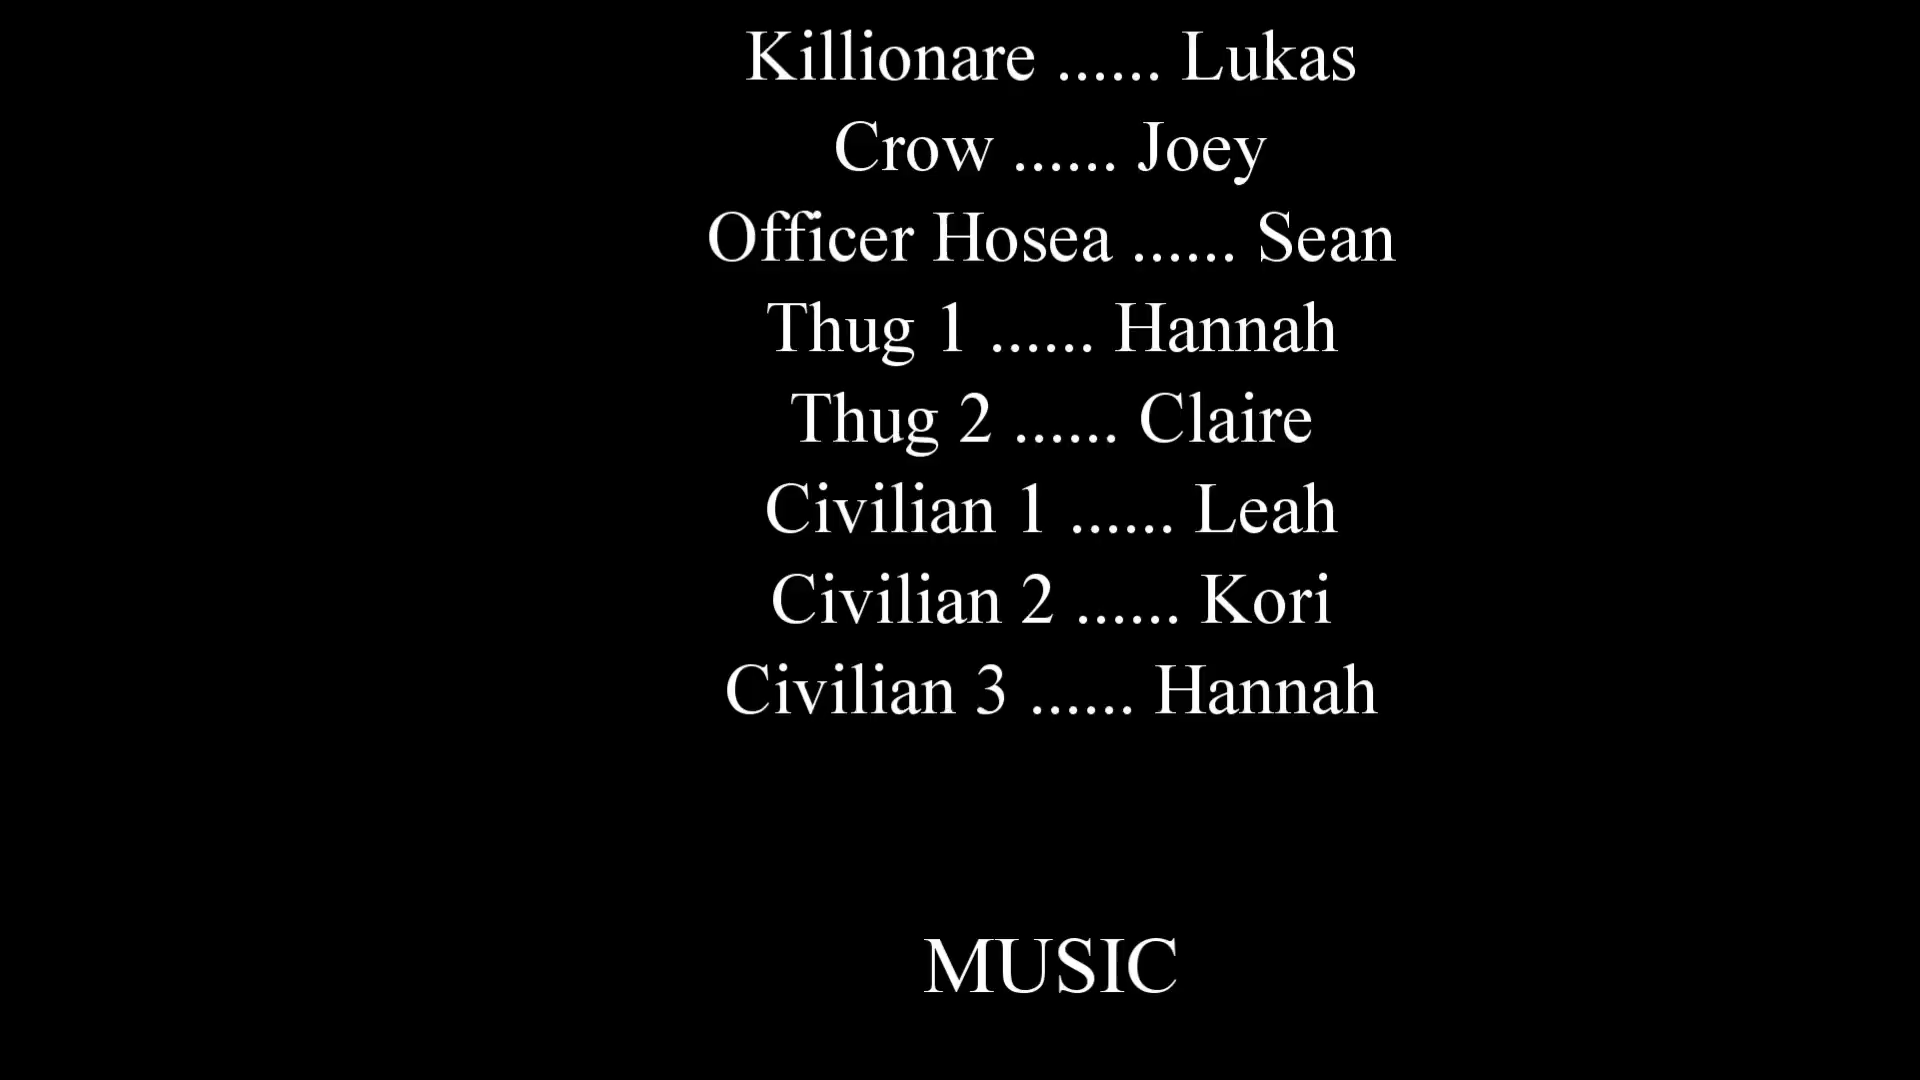 Killionare ...... Lukas
Crow ...... Joey
Officer Hosea ...... Sean
Thug 1 ...... Hannah
Thug 2 ...... Claire
Civilian 1 ...... Leah
Civilian 2 ...... Kori
Civilian 3 ...... Hannah
MUSIC